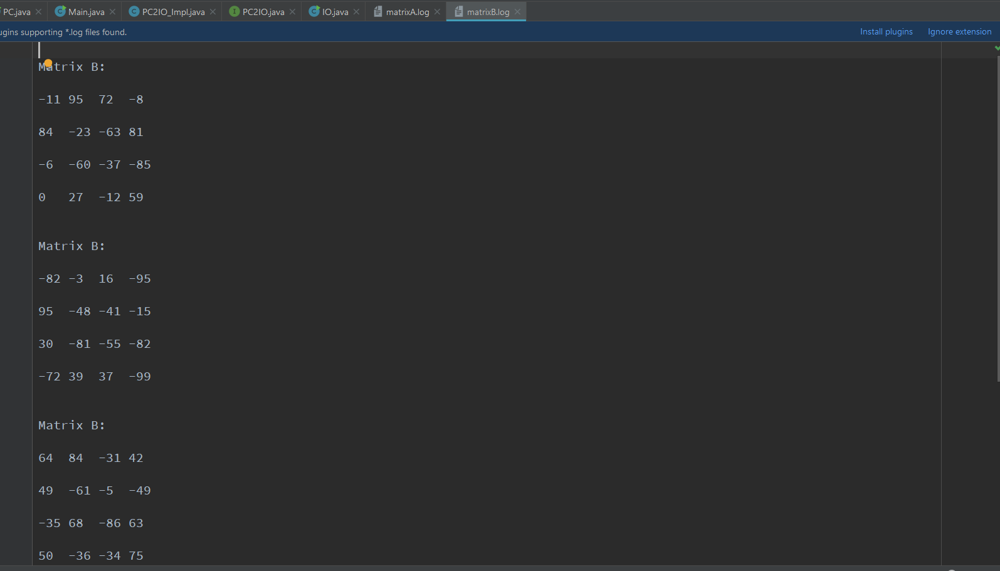 PC.java Main.java PC2IO_Impl.java PC2IO.java IO.java matrixA.log matrixB.log
ugins supporting *.log files found. Install plugins Ignore extension
Matrix B:
-11 95 72 -8
84 -23 -63 81
-6 -60 -37 -85
0 27 -12 59
Matrix B:
-82 -3 16 -95
95 -48 -41 -15
30 -81 -55 -82
-72 39 37 -99
Matrix B:
64 84 -31 42
49 -61 -5 -49
-35 68 -86 63
50 -36 -34 75